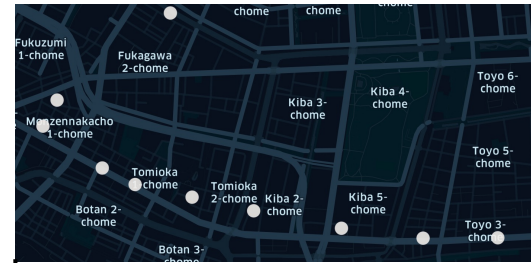 chome
chome
chome
Fukuzumi
1-chome
Fukagawa
2-chome
Kiba 3-
chome
Kiba 4-
chome
Toyo 6-
chome
Monzennakacho
1-chome
Toyo 5-
chome
Tomioka
1-chome
Tomioka
2-chome
Kiba 2-
chome
Kiba 5-
chome
Botan 2-
chome
Toyo 3-
chome
Botan 3-
chome